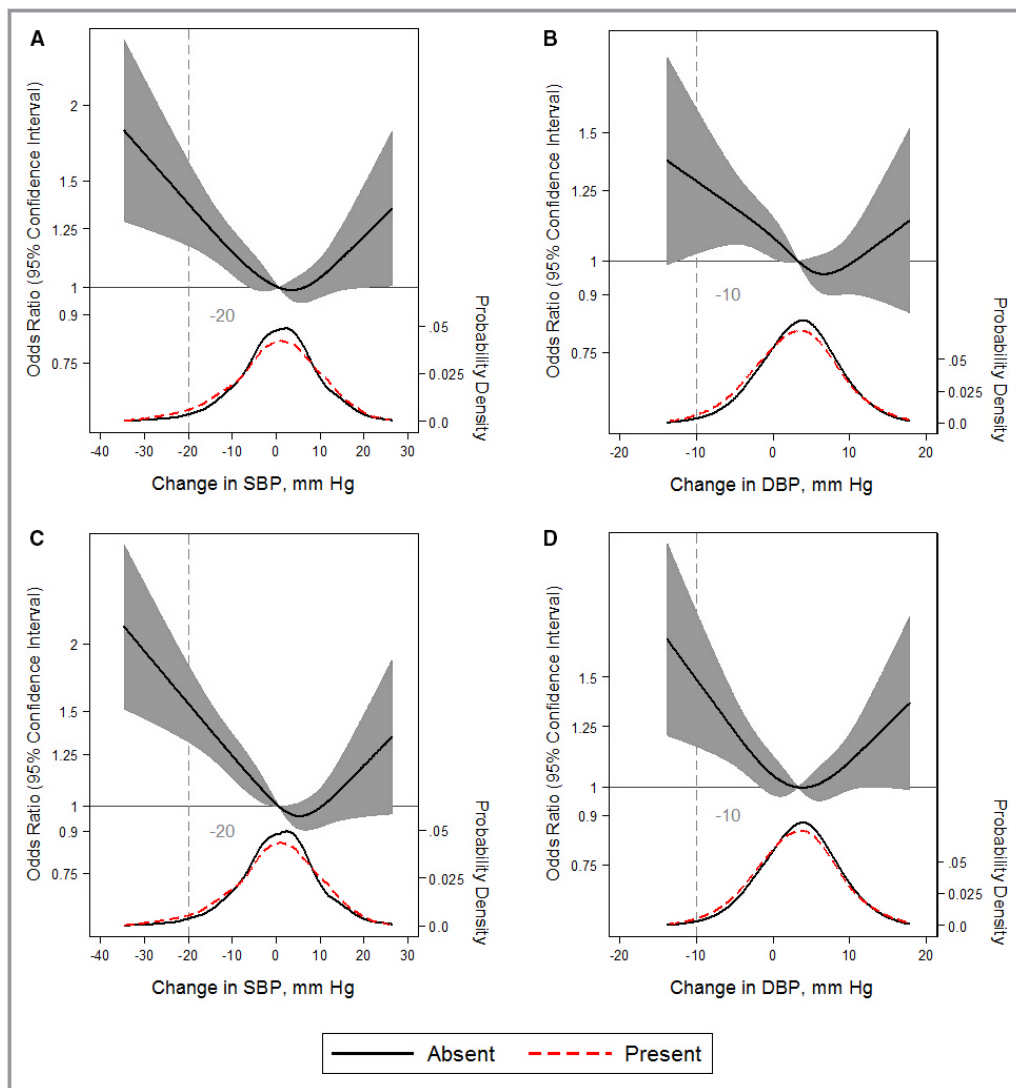 A
Odds Ratio (95% Confidence Interval)
2
1.5
1.25
1
0.9
0.75
-20
.05
0.025
0.0
Probability Density
-40 -30 -20 -10 0 10 20 30
Change in SBP, mm Hg
B
Odds Ratio (95% Confidence Interval)
1.5
1.25
1
0.9
0.75
-10
.05
0.025
0.0
Probability Density
-20 -10 0 10 20
Change in DBP, mm Hg
C
Odds Ratio (95% Confidence Interval)
2
1.5
1.25
1
0.9
0.75
-20
.05
0.025
0.0
Probability Density
-40 -30 -20 -10 0 10 20 30
Change in SBP, mm Hg
D
Odds Ratio (95% Confidence Interval)
1.5
1.25
1
0.9
0.75
-10
.05
0.025
0.0
Probability Density
-20 -10 0 10 20
Change in DBP, mm Hg
Absent Present